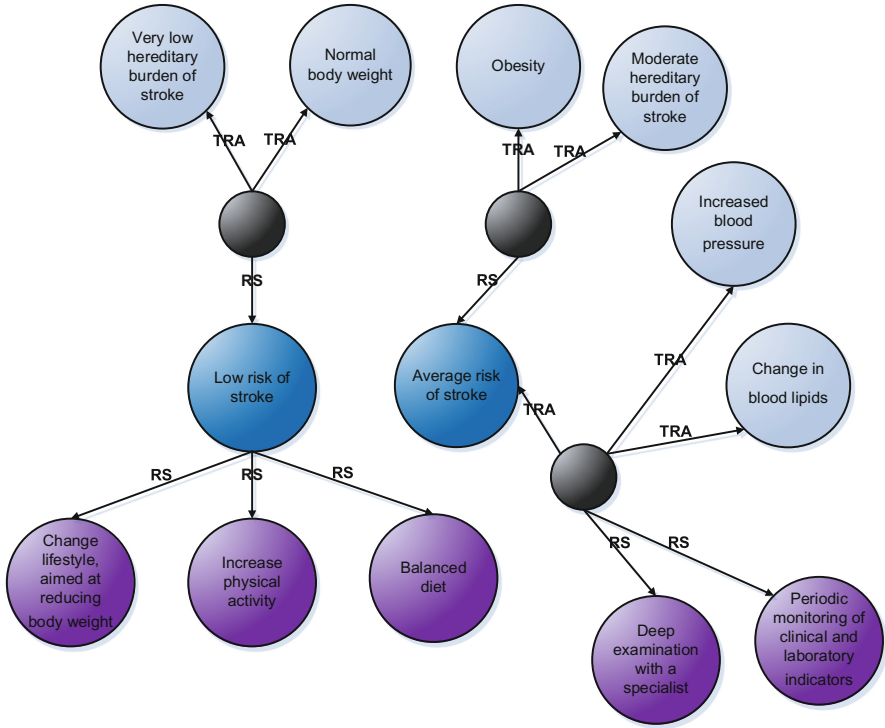 Very low
hereditary
burden of
stroke
Normal
body weight
Obesity
Moderate
hereditary
burden of
stroke
TRA
TRA
TRA
TRA
Increased
blood
pressure
RS
RS
TRA
Low risk of
stroke
Average risk
of stroke
Change in
blood lipids
TRA
TRA
RS
RS
RS
RS
RS
Change
lifestyle,
aimed at
reducing
body weight
Increase
physical
activity
Balanced
diet
Deep
examination
with a
specialist
Periodic
monitoring of
clinical and
laboratory
indicators